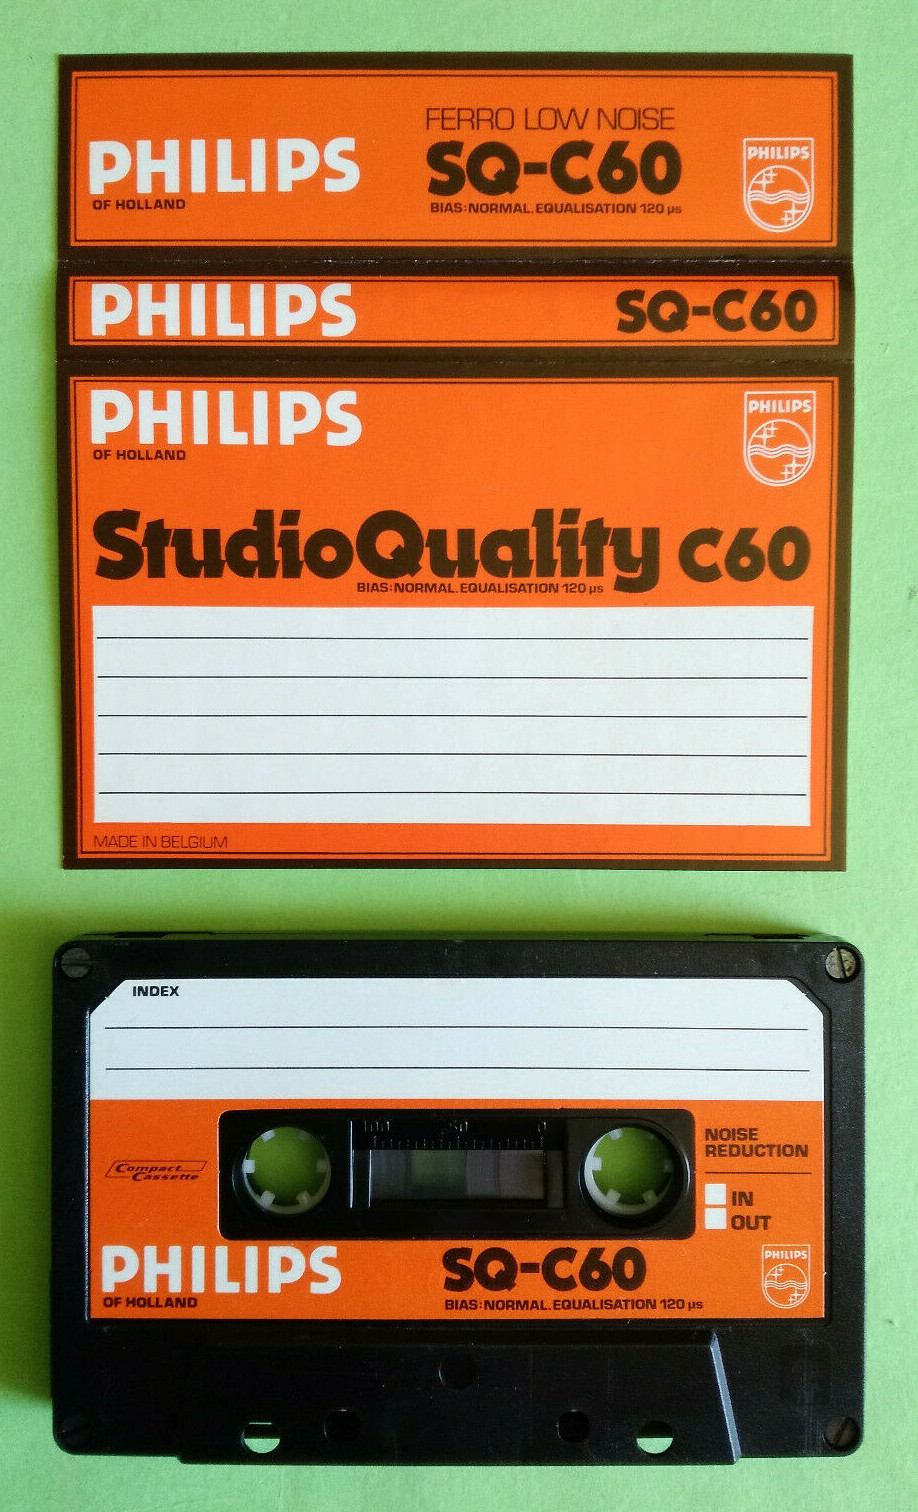 FERRO LOW NOISE
PHILIPS SQ-C60 PHILIPS
OF HOLLAND BIAS:NORMAL.EQUALISATION 120 µs
PHILIPS SQ-C60
PHILIPS PHILIPS
OF HOLLAND
StudioQuality C60
BIAS:NORMAL.EQUALISATION 120 µs
MADE IN BELGIUM
INDEX
100 50 0
NOISE
REDUCTION
Compact
Cassette
IN
OUT
PHILIPS SQ-C60 PHILIPS
OF HOLLAND BIAS:NORMAL.EQUALISATION 120 µs